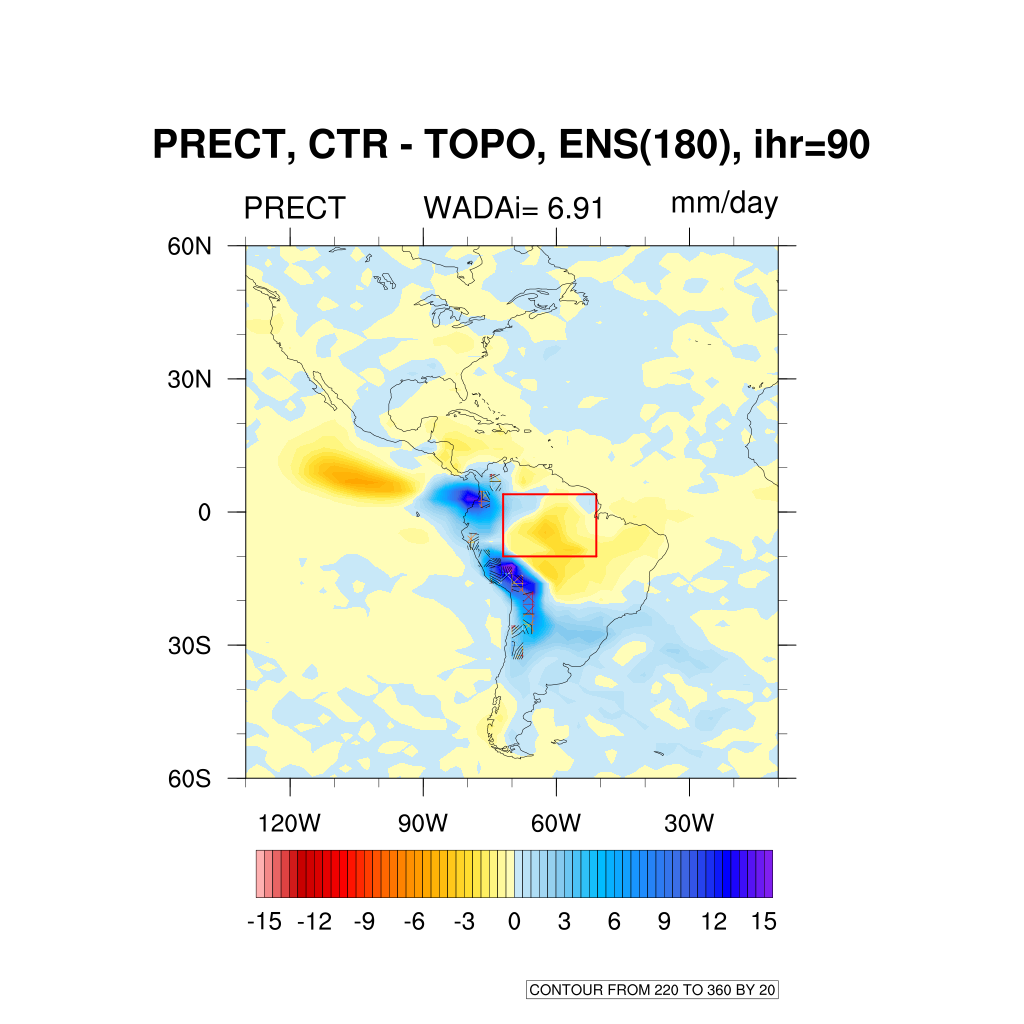 PRECT, CTR - TOPO, ENS(180), ihr=90
PRECT WADAi= 6.91 mm/day
60N
30N
0
30S
60S
120W 90W 60W 30W
-15 -12 -9 -6 -3 0 3 6 9 12 15
CONTOUR FROM 220 TO 360 BY 20